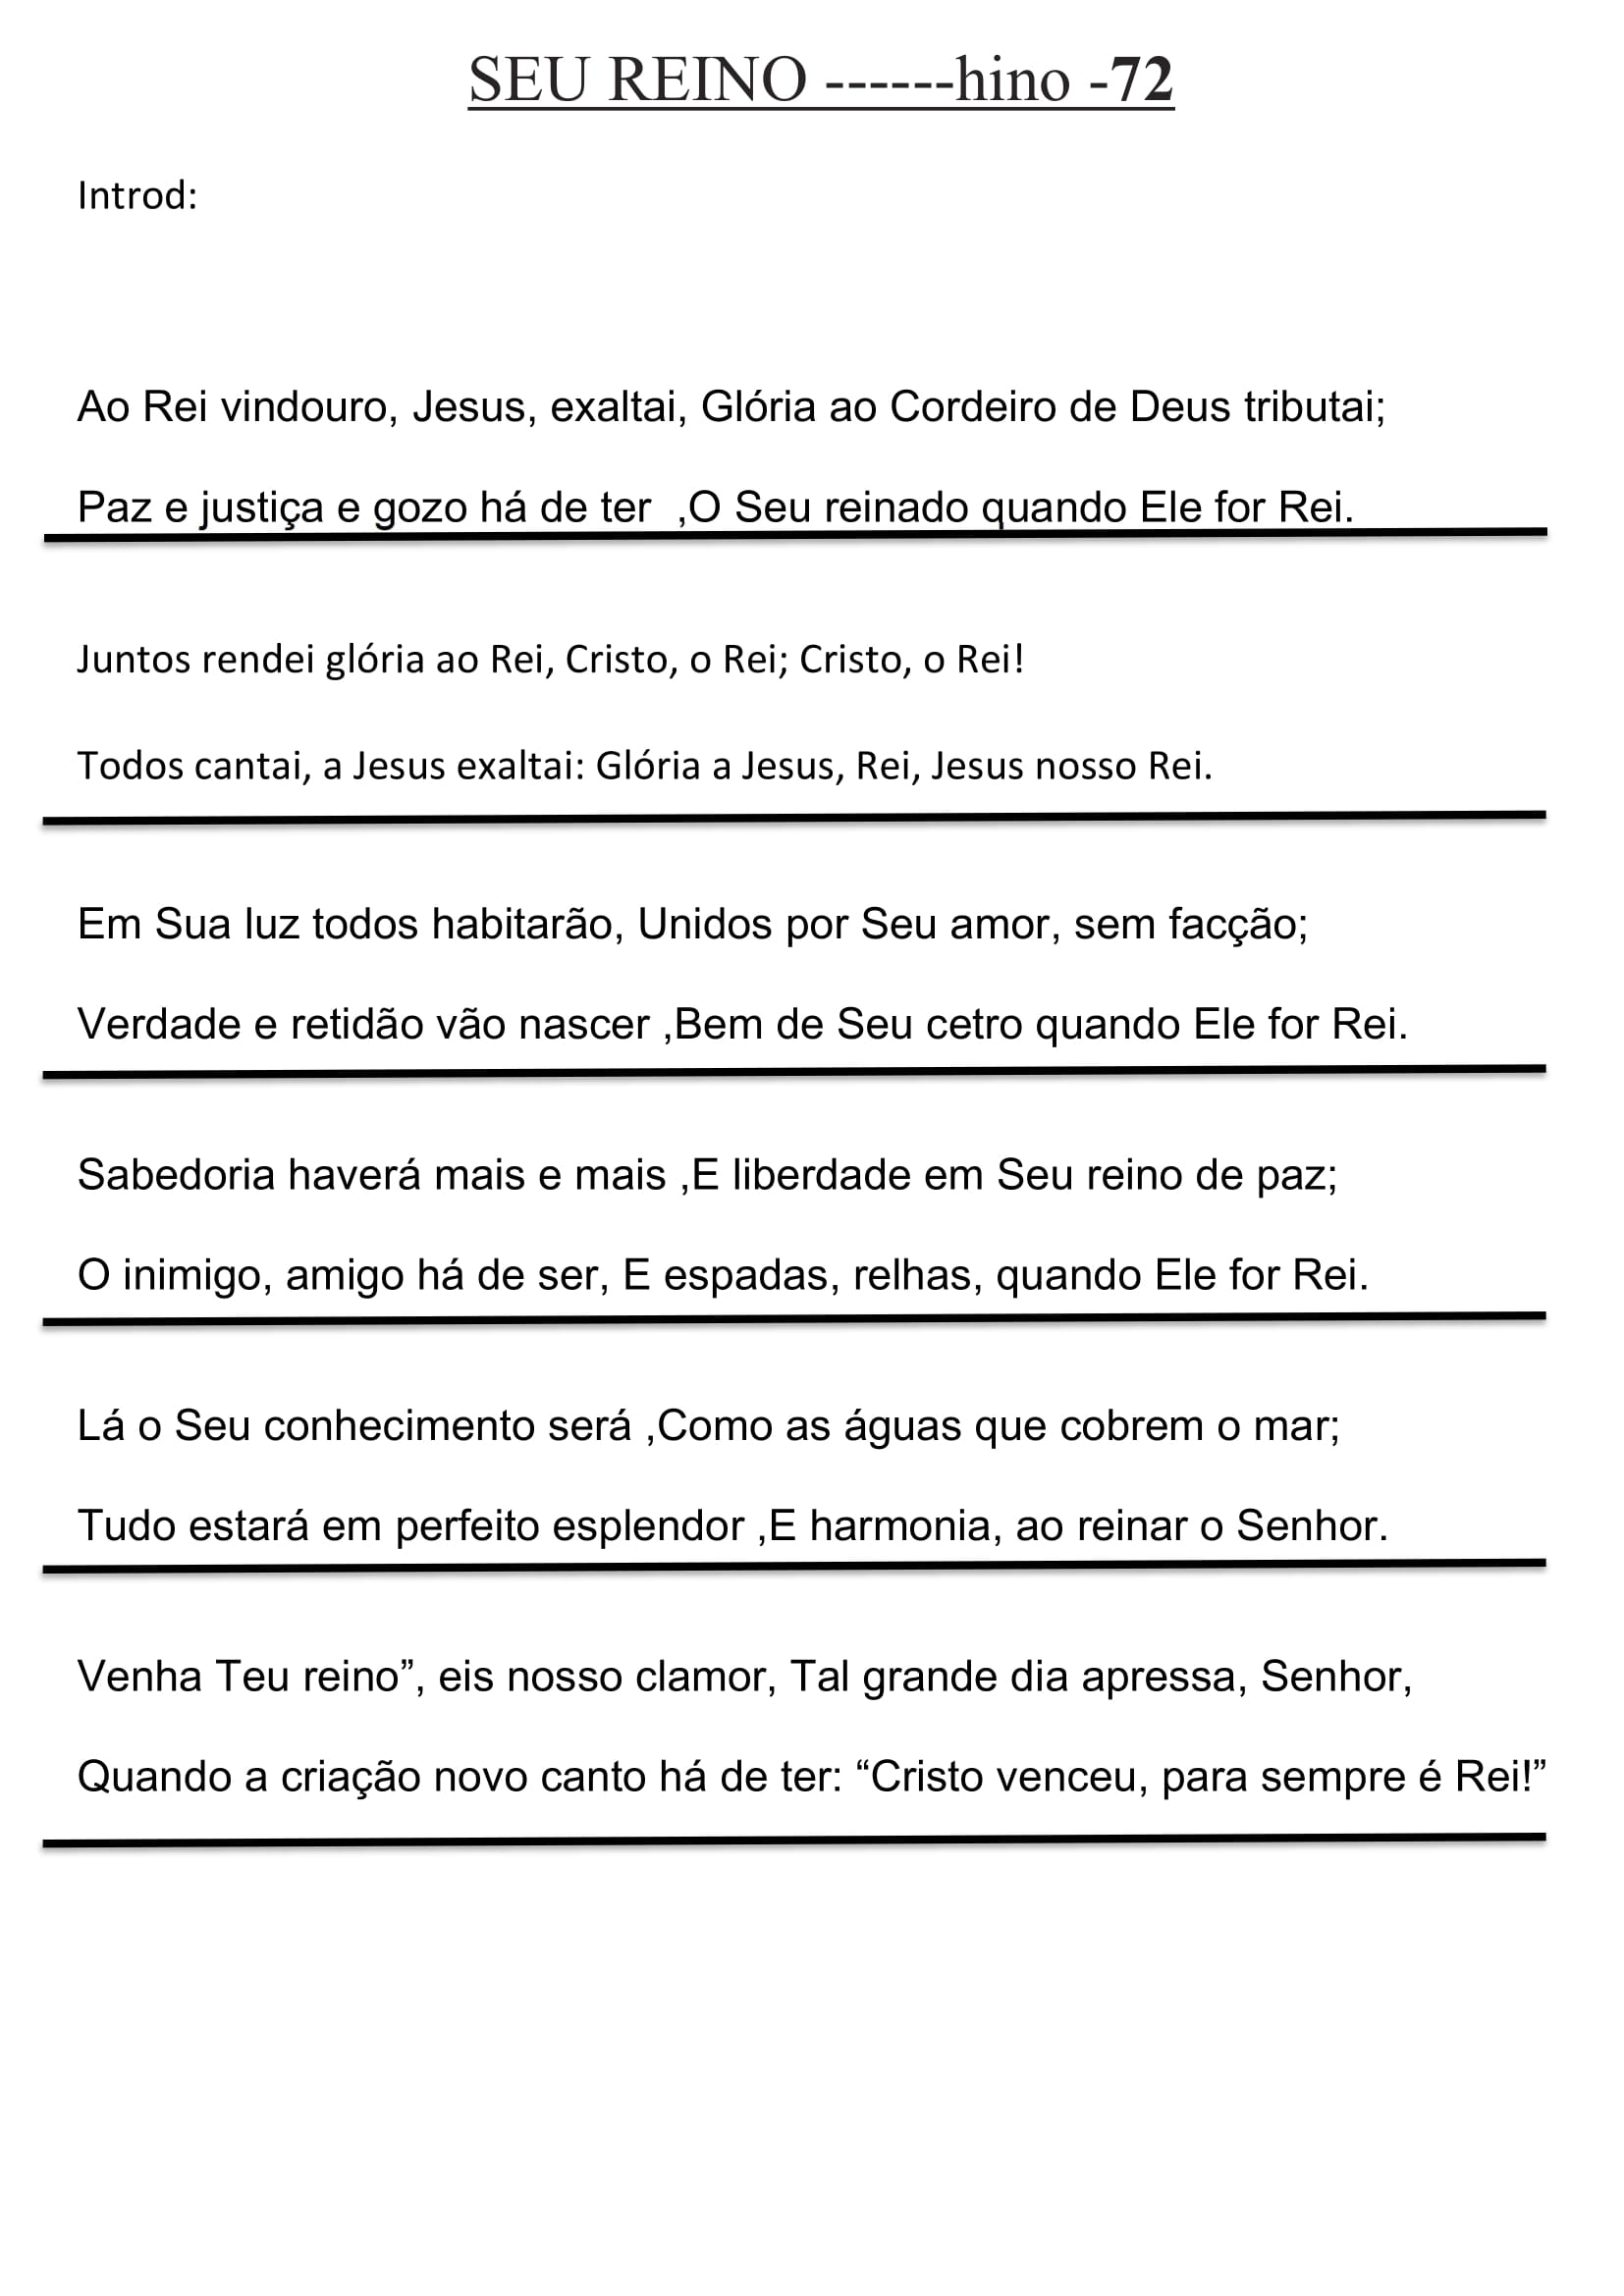 SEU REINO ------hino -72
Introd:
Ao Rei vindouro, Jesus, exaltai, Glória ao Cordeiro de Deus tributai;
Paz e justiça e gozo há de ter  ,O Seu reinado quando Ele for Rei.
Juntos rendei glória ao Rei, Cristo, o Rei; Cristo, o Rei!
Todos cantai, a Jesus exaltai: Glória a Jesus, Rei, Jesus nosso Rei.
Em Sua luz todos habitarão, Unidos por Seu amor, sem facção;
Verdade e retidão vão nascer ,Bem de Seu cetro quando Ele for Rei.
Sabedoria haverá mais e mais ,E liberdade em Seu reino de paz;
O inimigo, amigo há de ser, E espadas, relhas, quando Ele for Rei.
Lá o Seu conhecimento será ,Como as águas que cobrem o mar;
Tudo estará em perfeito esplendor ,E harmonia, ao reinar o Senhor.
Venha Teu reino”, eis nosso clamor, Tal grande dia apressa, Senhor,
Quando a criação novo canto há de ter: “Cristo venceu, para sempre é Rei!”